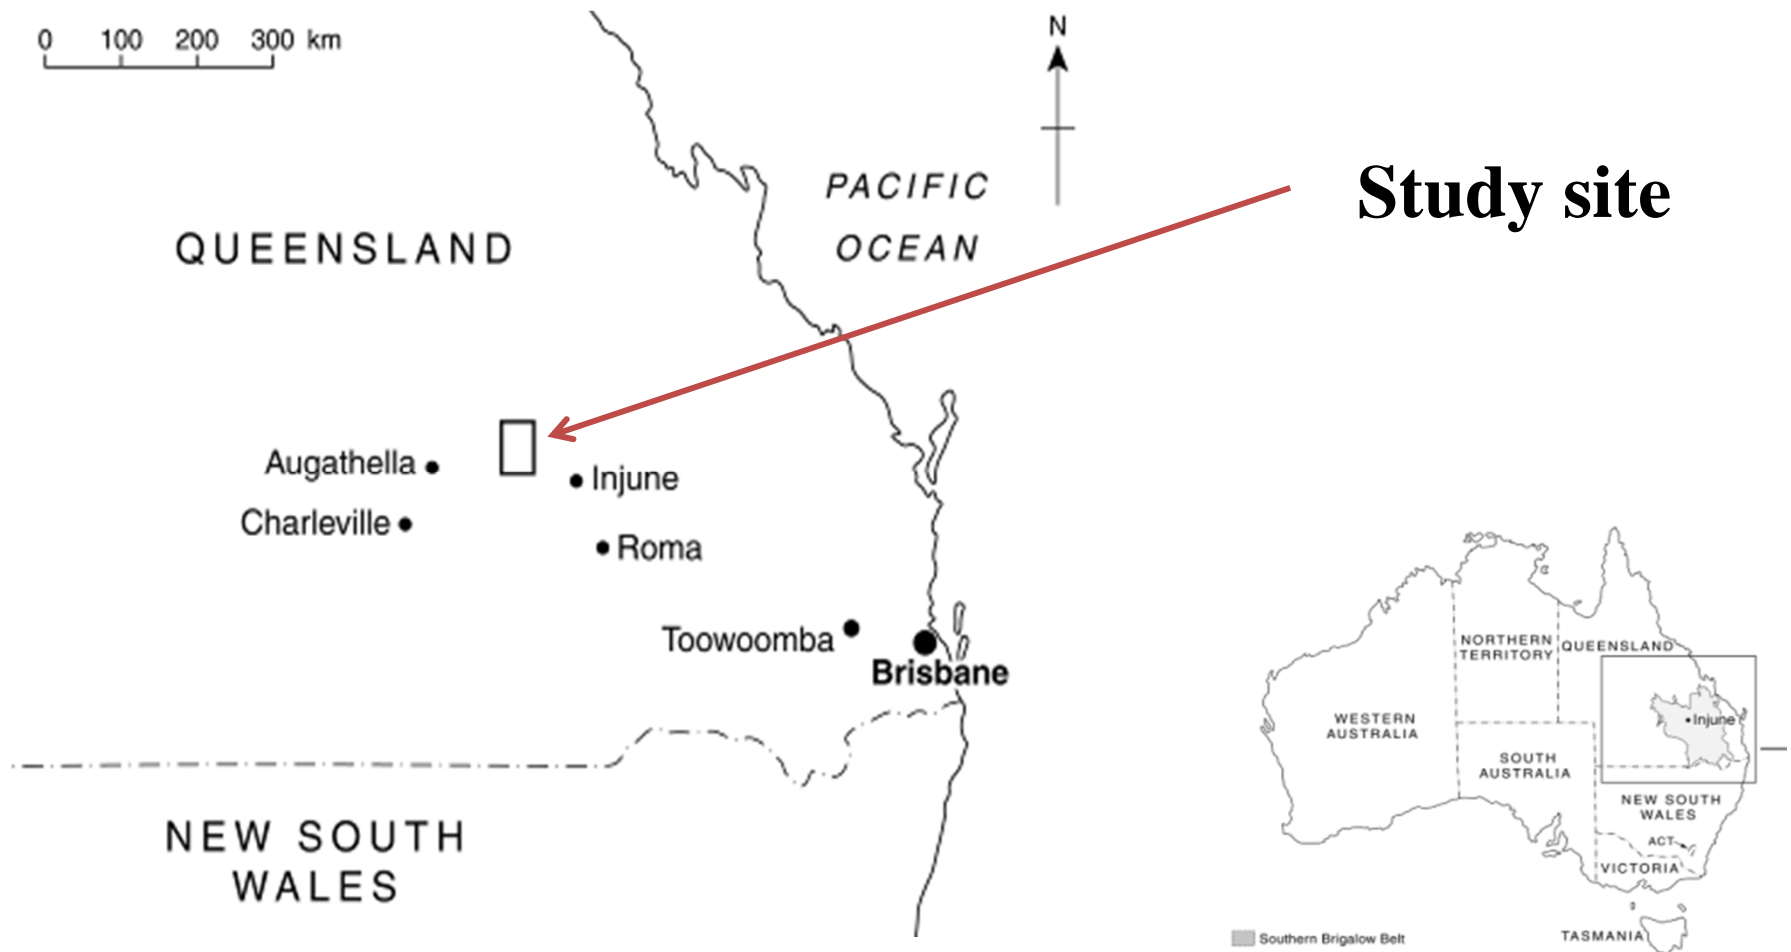 0 100 200 300 km
N
Study site
PACIFIC
OCEAN
QUEENSLAND
Augathella
Injune
Charleville
Roma
Toowoomba
Brisbane
NEW SOUTH
WALES
NORTHERN
TERRITORY
QUEENSLAND
Injune
WESTERN
AUSTRALIA
SOUTH
AUSTRALIA
NEW SOUTH
WALES
ACT
VICTORIA
TASMANIA
Southern Brigalow Belt